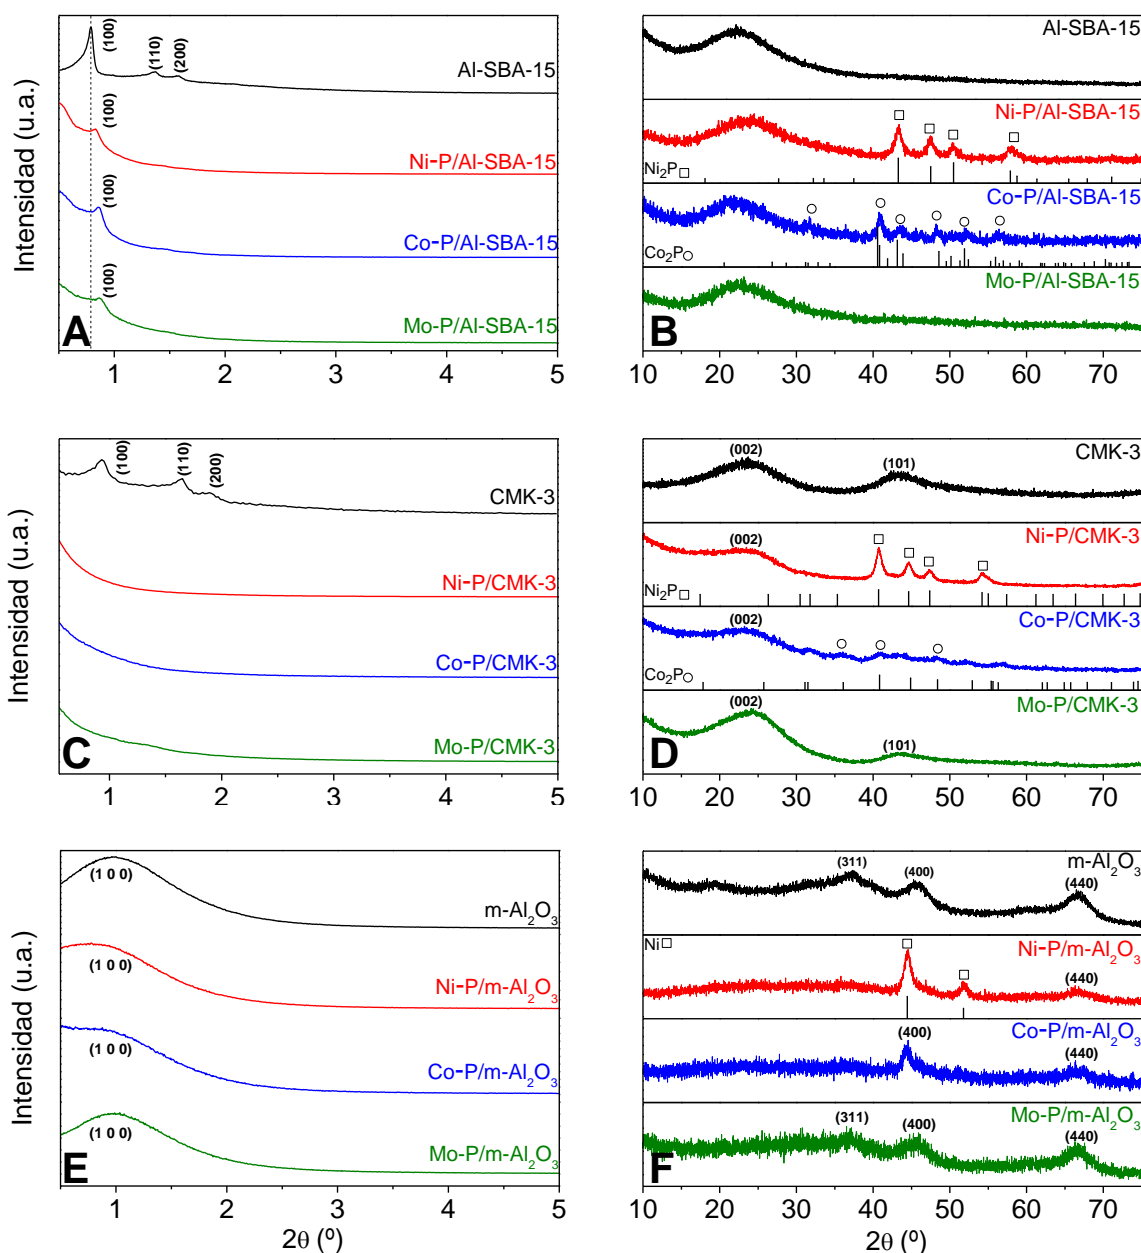 Intensidad (u.a.)
(100)
(110)
(200)
Al-SBA-15
(100)
Ni-P/Al-SBA-15
(100)
Co-P/Al-SBA-15
(100)
Mo-P/Al-SBA-15
A
1 2 3 4 5
Al-SBA-15
Ni-P/Al-SBA-15
Ni₂P
Co-P/Al-SBA-15
Co₂P
Mo-P/Al-SBA-15
B
10 20 30 40 50 60 70
Intensidad (u.a.)
(100)
(110)
(200)
CMK-3
Ni-P/CMK-3
Co-P/CMK-3
Mo-P/CMK-3
C
1 2 3 4 5
(002)
(101)
CMK-3
(002)
Ni-P/CMK-3
Ni₂P
(002)
Co-P/CMK-3
Co₂P
(002)
(101)
Mo-P/CMK-3
D
10 20 30 40 50 60 70
Intensidad (u.a.)
(1 0 0)
m-Al₂O₃
(1 0 0)
Ni-P/m-Al₂O₃
(1 0 0)
Co-P/m-Al₂O₃
(1 0 0)
Mo-P/m-Al₂O₃
E
1 2 3 4 5
2θ (º)
(311)
(400)
(440)
m-Al₂O₃
Ni
Ni-P/m-Al₂O₃
(440)
Co-P/m-Al₂O₃
(400)
(440)
Mo-P/m-Al₂O₃
(311)
(400)
(440)
F
10 20 30 40 50 60 70
2θ (º)